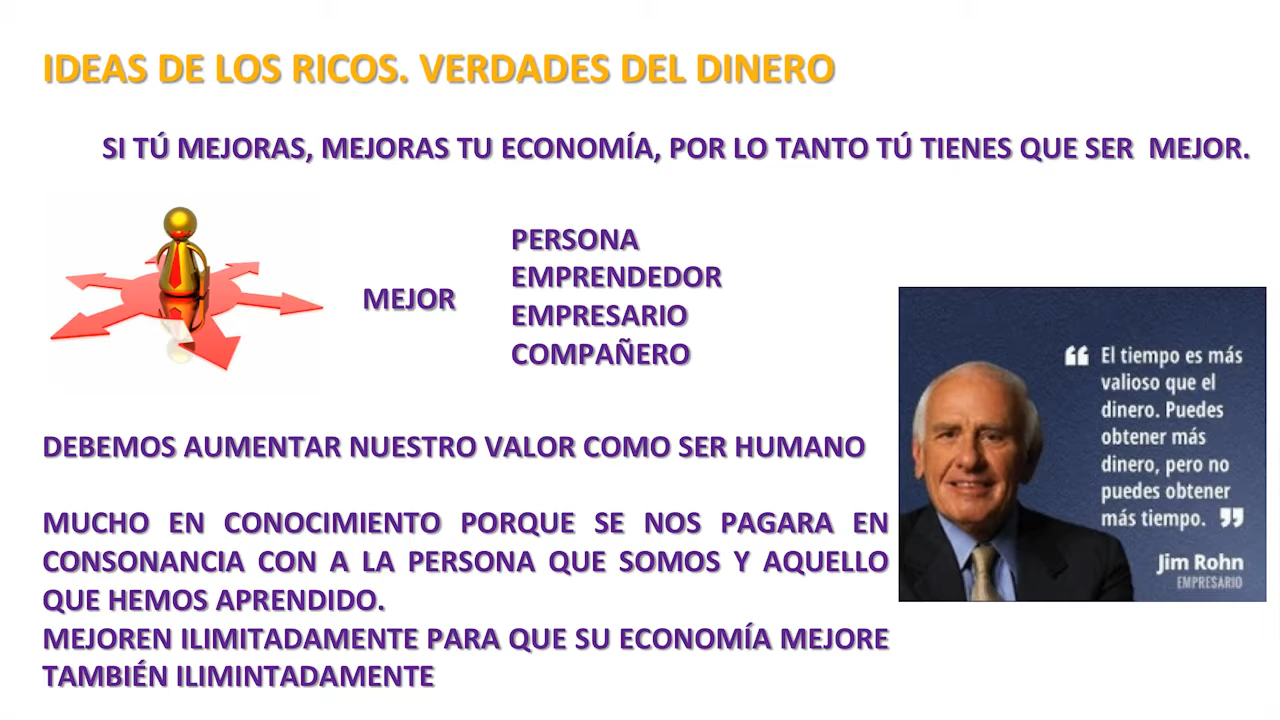 IDEAS DE LOS RICOS. VERDADES DEL DINERO
SI TÚ MEJORAS, MEJORAS TU ECONOMÍA, POR LO TANTO TÚ TIENES QUE SER MEJOR.
MEJOR
PERSONA
EMPRENDEDOR
EMPRESARIO
COMPAÑERO
DEBEMOS AUMENTAR NUESTRO VALOR COMO SER HUMANO
MUCHO EN CONOCIMIENTO PORQUE SE NOS PAGARA EN
CONSONANCIA CON A LA PERSONA QUE SOMOS Y AQUELLO
QUE HEMOS APRENDIDO.
MEJOREN ILIMITADAMENTE PARA QUE SU ECONOMÍA MEJORE
TAMBIÉN ILIMINTADAMENTE
❝ El tiempo es más
valioso que el
dinero. Puedes
obtener más
dinero, pero no
puedes obtener
más tiempo. ❞
Jim Rohn
EMPRESARIO